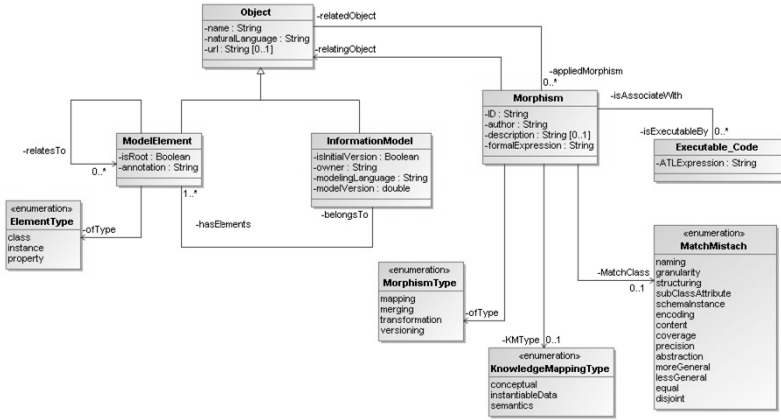 Object
-name : String
-naturalLanguage : String
-url : String [0..1]
-relatedObject
-relatingObject
-appliedMorphism
0..*
Morphism
-ID : String
-author : String
-description : String [0..1]
-formalExpression : String
-isAssociateWith
-isExecutableBy
0..*
Executable_Code
-ATLExpression : String
-relatesTo
0..*
ModelElement
-isRoot : Boolean
-annotation : String
1..*
InformationModel
-isInitialVersion : Boolean
-owner : String
-modelingLanguage : String
-modelVersion : double
-hasElements
-belongsTo
«enumeration»
ElementType
class
instance
property
-ofType
«enumeration»
MorphismType
mapping
merging
transformation
versioning
-ofType
-KMType
0..1
«enumeration»
KnowledgeMappingType
conceptual
instantiableData
semantics
-MatchClass
0..1
«enumeration»
MatchMistach
naming
granularity
structuring
subClassAttribute
schemaInstance
encoding
content
coverage
precision
abstraction
moreGeneral
lessGeneral
equal
disjoint